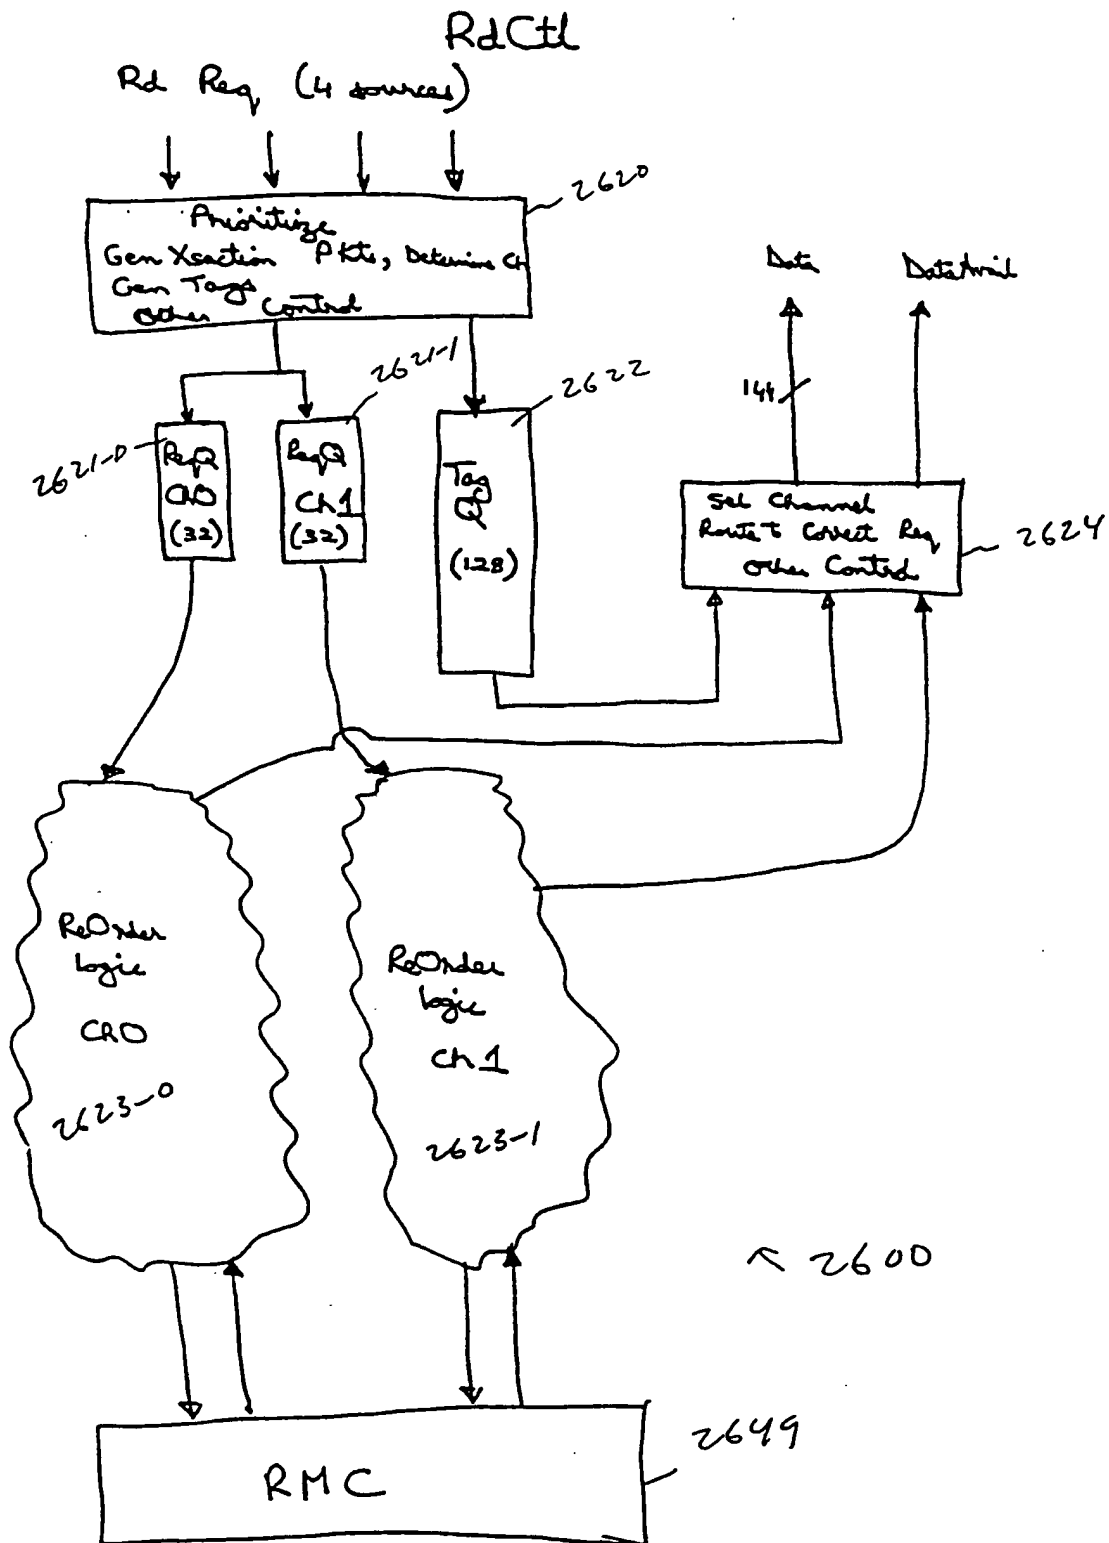 RdCtl
Rd Req (4 sources)
2620
Prioritize
Gen Xsaction Pkts, Determine Ch
Gen Tags
Other Control
Data
DataAvail
2621-1
2622
144
2621-0
ReqQ
Ch0
(32)
ReqQ
Ch1
(32)
Tag
Q
(128)
Sel Channel
Route to Correct Req
Other Control
2624
ReOrder
Logic
Ch0
2623-0
ReOrder
Logic
Ch1
2623-1
2600
2649
RMC